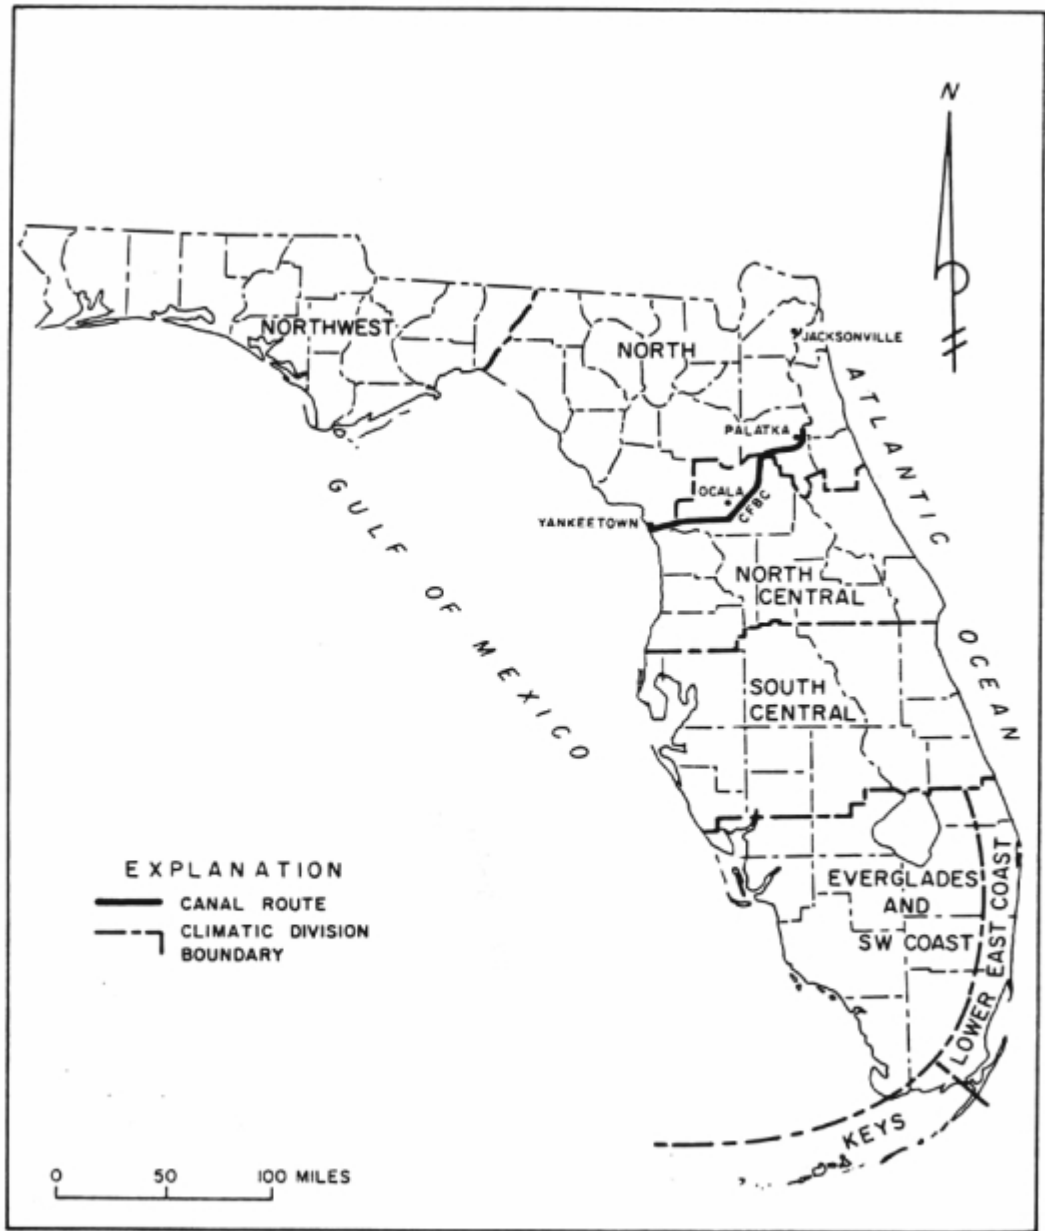 N
NORTHWEST
NORTH
JACKSONVILLE
ATLANTIC OCEAN
PALATKA
OCALA
CFBC
YANKEETOWN
GULF OF MEXICO
NORTH
CENTRAL
SOUTH
CENTRAL
EVERGLADES
AND
SW COAST
LOWER EAST COAST
KEYS
EXPLANATION
CANAL ROUTE
CLIMATIC DIVISION
BOUNDARY
0 50 100 MILES